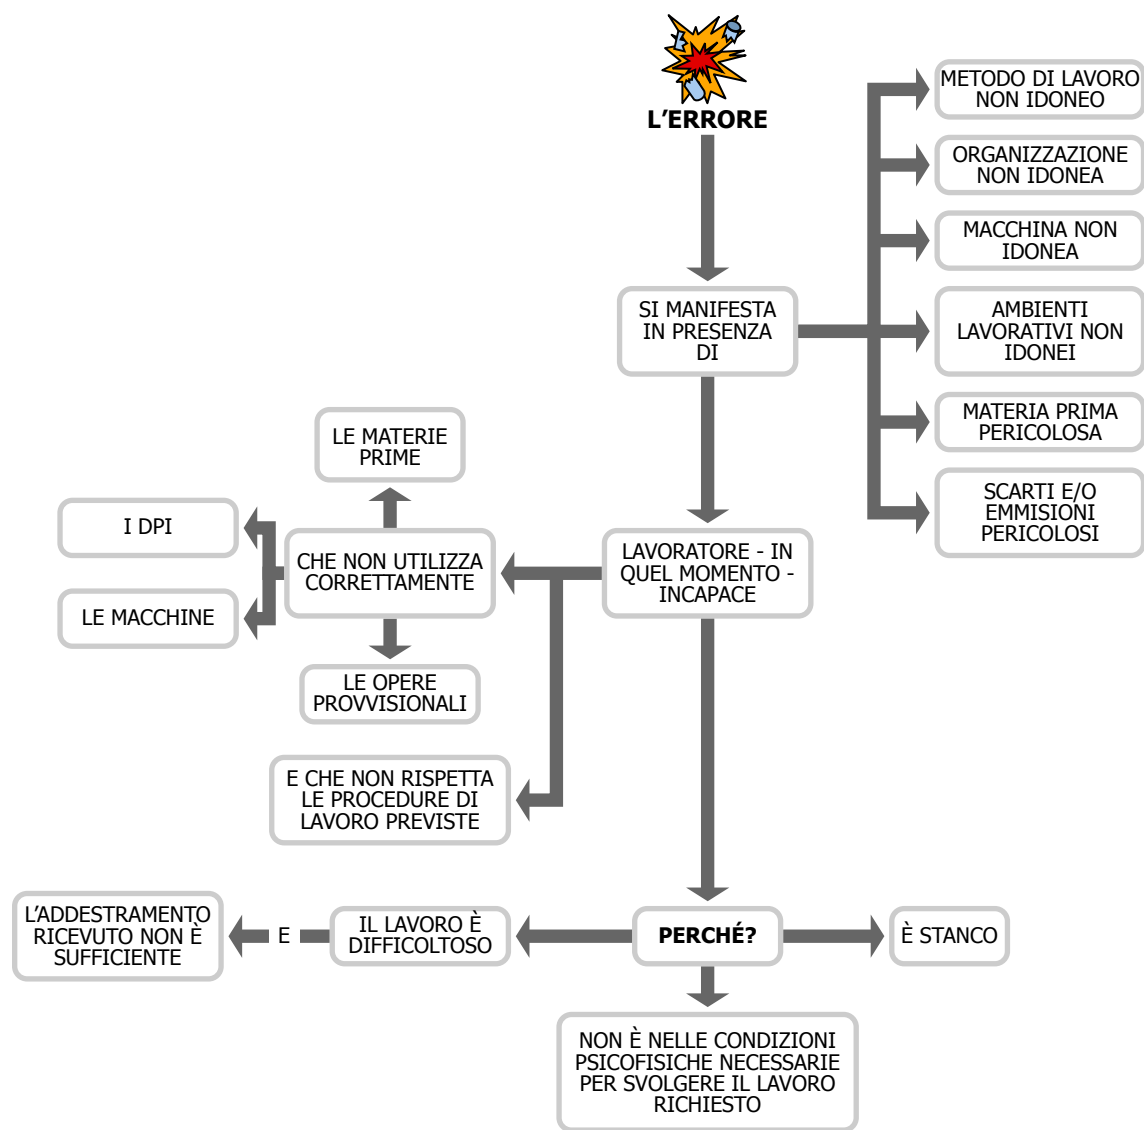 L'ERRORE
METODO DI LAVORO
NON IDONEO
ORGANIZZAZIONE
NON IDONEA
MACCHINA NON
IDONEA
SI MANIFESTA
IN PRESENZA
DI
AMBIENTI
LAVORATIVI NON
IDONEI
MATERIA PRIMA
PERICOLOSA
SCARTI E/O
EMMISIONI
PERICOLOSI
LE MATERIE
PRIME
I DPI
CHE NON UTILIZZA
CORRETTAMENTE
LAVORATORE - IN
QUEL MOMENTO -
INCAPACE
LE MACCHINE
LE OPERE
PROVVISIONALI
E CHE NON RISPETTA
LE PROCEDURE DI
LAVORO PREVISTE
L'ADDESTRAMENTO
RICEVUTO NON È
SUFFICIENTE
E
IL LAVORO È
DIFFICOLTOSO
PERCHÉ?
È STANCO
NON È NELLE CONDIZIONI
PSICOFISICHE NECESSARIE
PER SVOLGERE IL LAVORO
RICHIESTO